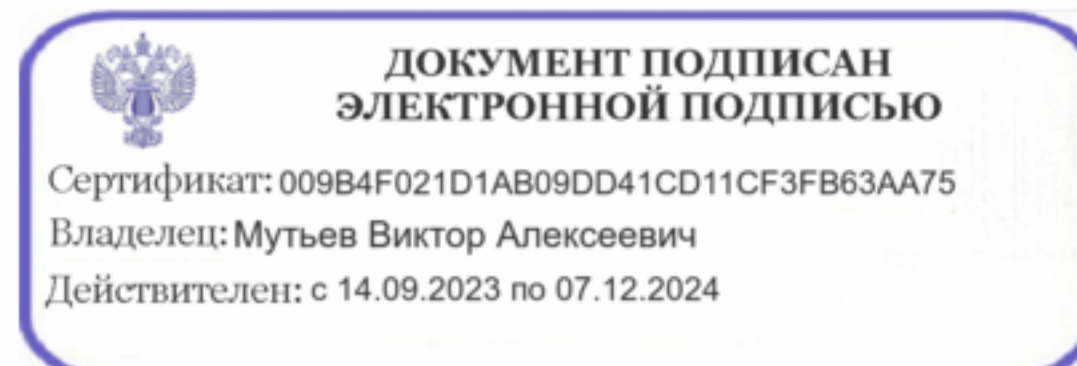 ДОКУМЕНТ ПОДПИСАН
ЭЛЕКТРОННОЙ ПОДПИСЬЮ
Сертификат: 009B4F021D1AB09DD41CD11CF3FB63AA75
Владелец: Мутьев Виктор Алексеевич
Действителен: с 14.09.2023 по 07.12.2024